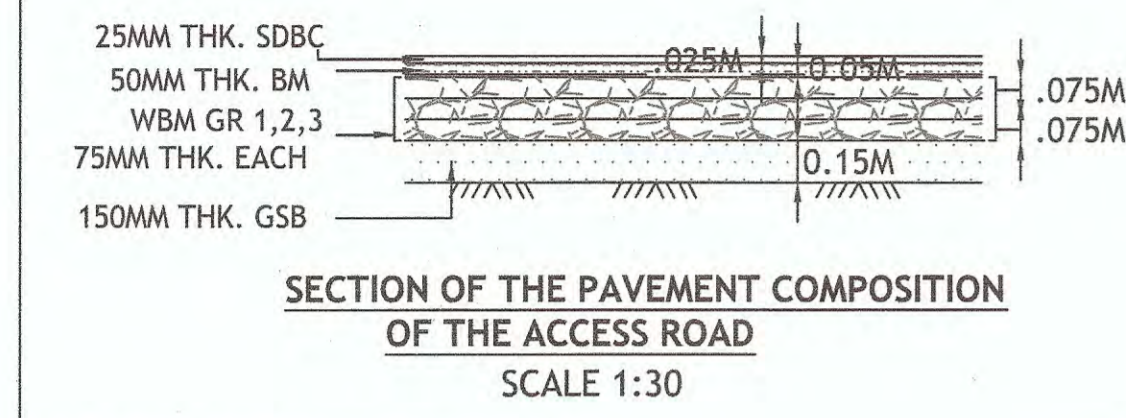 25MM THK. SDBC
50MM THK. BM
WBM GR 1,2,3
75MM THK. EACH
150MM THK. GSB
.025M
0.05M
.075M
.075M
0.15M
SECTION OF THE PAVEMENT COMPOSITION
OF THE ACCESS ROAD
SCALE 1:30